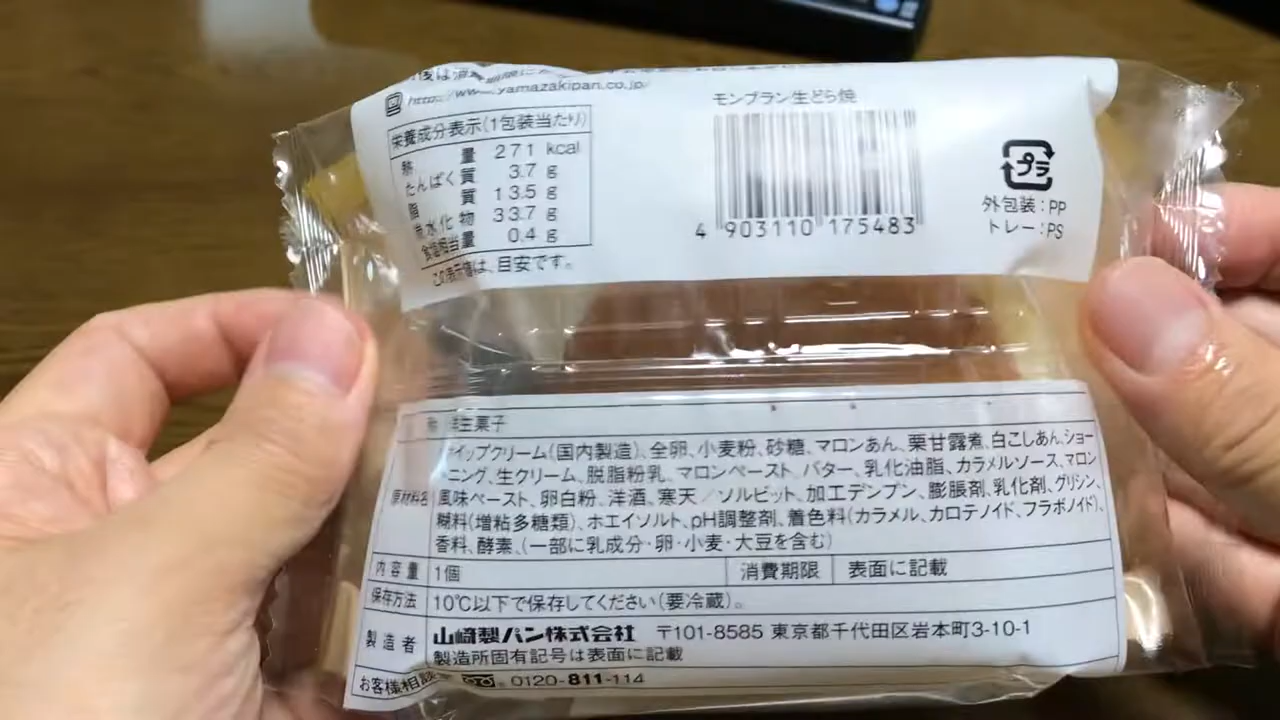 http://www.yamazakipan.co.jp/
栄養成分表示(1包装当たり)
熱量 271 kcal
たんぱく質 3.7 g
脂質 13.5 g
水化物 33.7 g
食塩相当量 0.4 g
この表示値は、目安です。
モンブラン生どら焼
4 903110 175483
プラ
外包装:PP
トレー:PS
生菓子
原材料名
イップクリーム(国内製造)、全卵、小麦粉、砂糖、マロンあん、栗甘露煮、白こしあん、ショー
ニング、生クリーム、脱脂粉乳、マロンペースト、バター、乳化油脂、カラメルソース、マロン
風味ペースト、卵白粉、洋酒、寒天/ソルビット、加工デンプン、膨脹剤、乳化剤、グリシン、
糊料(増粘多糖類)、ホエイソルト、pH調整剤、着色料(カラメル、カロテノイド、フラボノイド)、
香料、酵素、(一部に乳成分・卵・小麦・大豆を含む)
内容量 1個 消費期限 表面に記載
保存方法 10℃以下で保存してください(要冷蔵)。
製造者 山崎製パン株式会社 〒101-8585 東京都千代田区岩本町3-10-1
製造所固有記号は表面に記載
お客様相談 0120-811-114